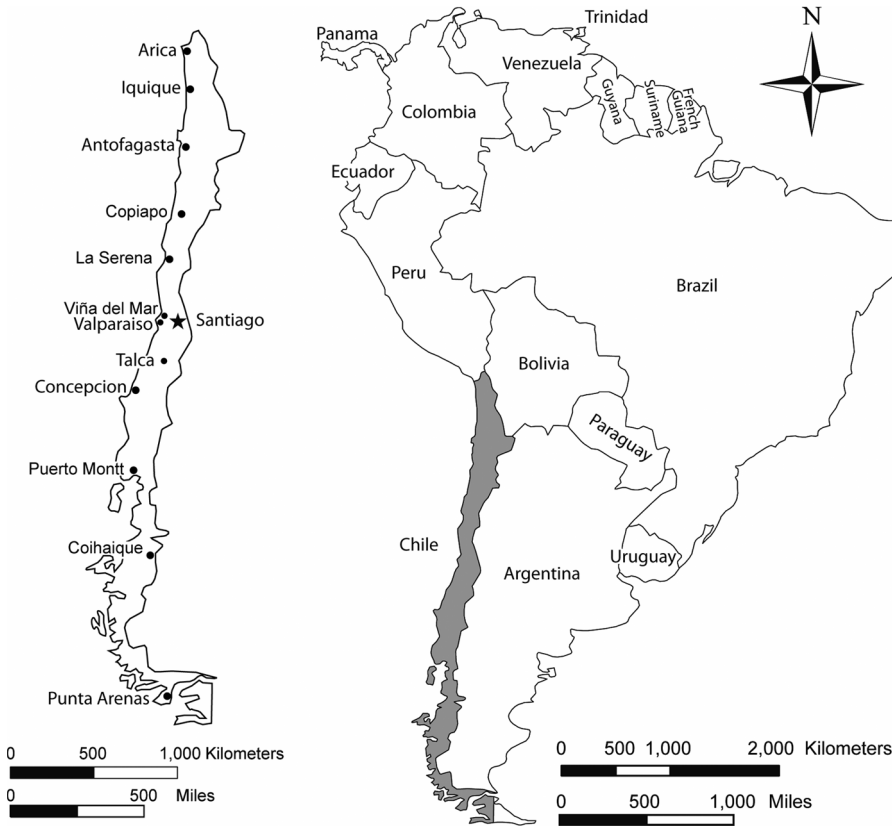 Arica
Iquique
Antofagasta
Copiapo
La Serena
Viña del Mar
Valparaiso
Santiago
Talca
Concepcion
Puerto Montt
Coihaique
Punta Arenas
0 500 1,000 Kilometers
0 500 Miles
N
Trinidad
Panama
Venezuela
Guyana
Suriname
French
Guiana
Colombia
Ecuador
Peru
Brazil
Bolivia
Paraguay
Chile
Argentina
Uruguay
0 500 1,000 2,000 Kilometers
0 500 1,000 Miles